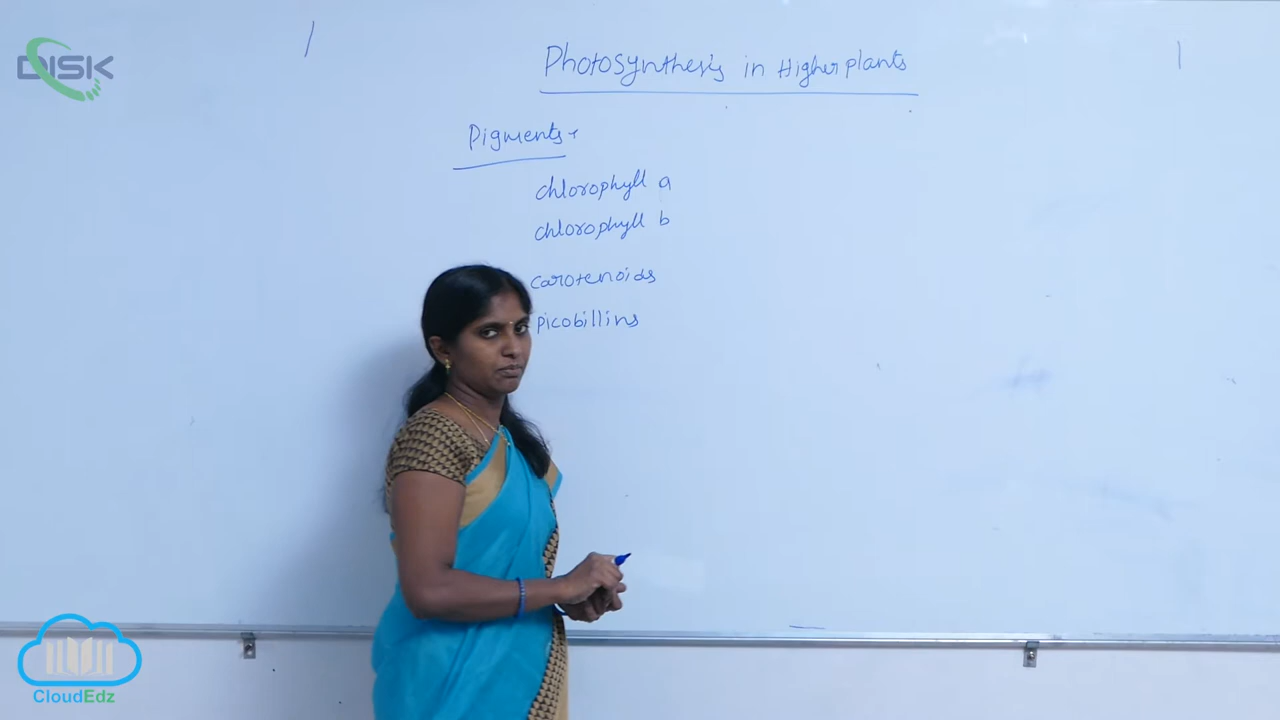 DISK
Photosynthesis in Higher plants
Pigments
chlorophyll a
chlorophyll b
carotenoids
picobillins
CloudEdz